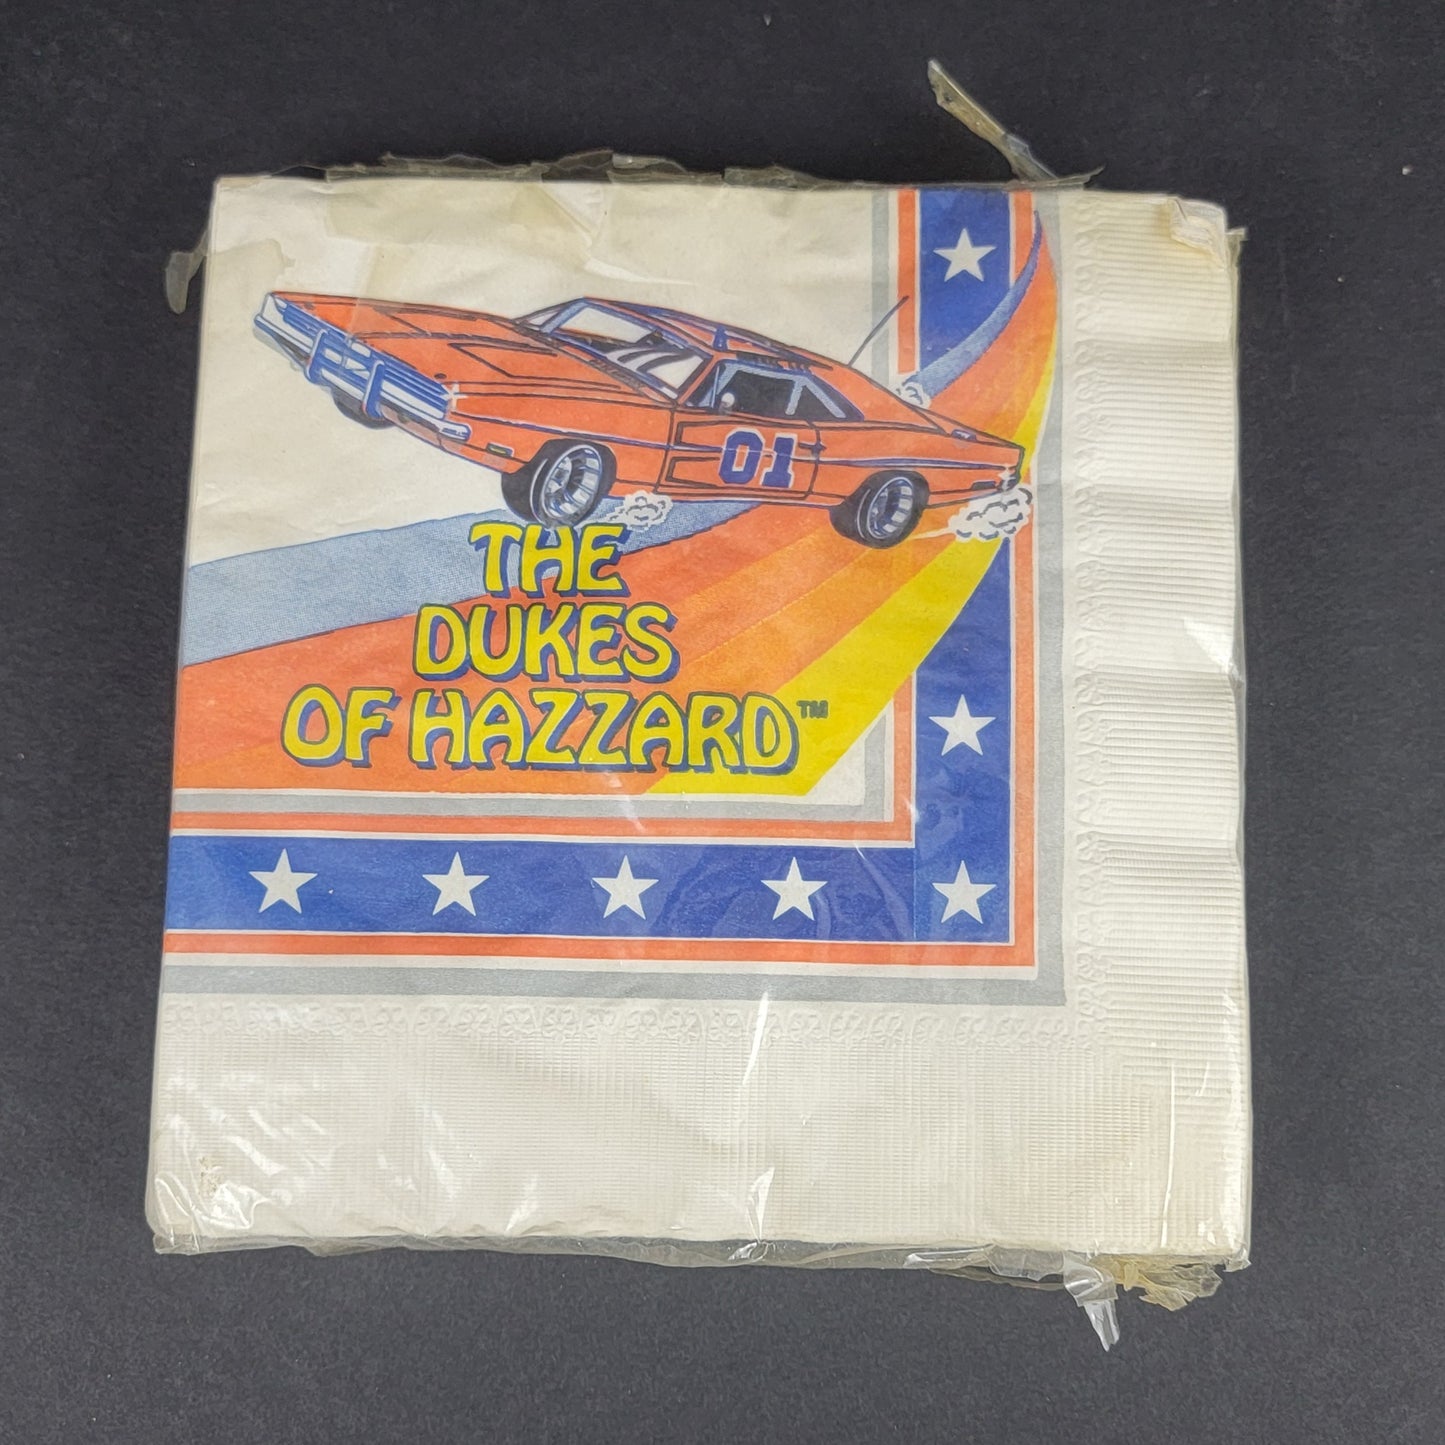 01
THE
DUKES
OF HAZZARD™